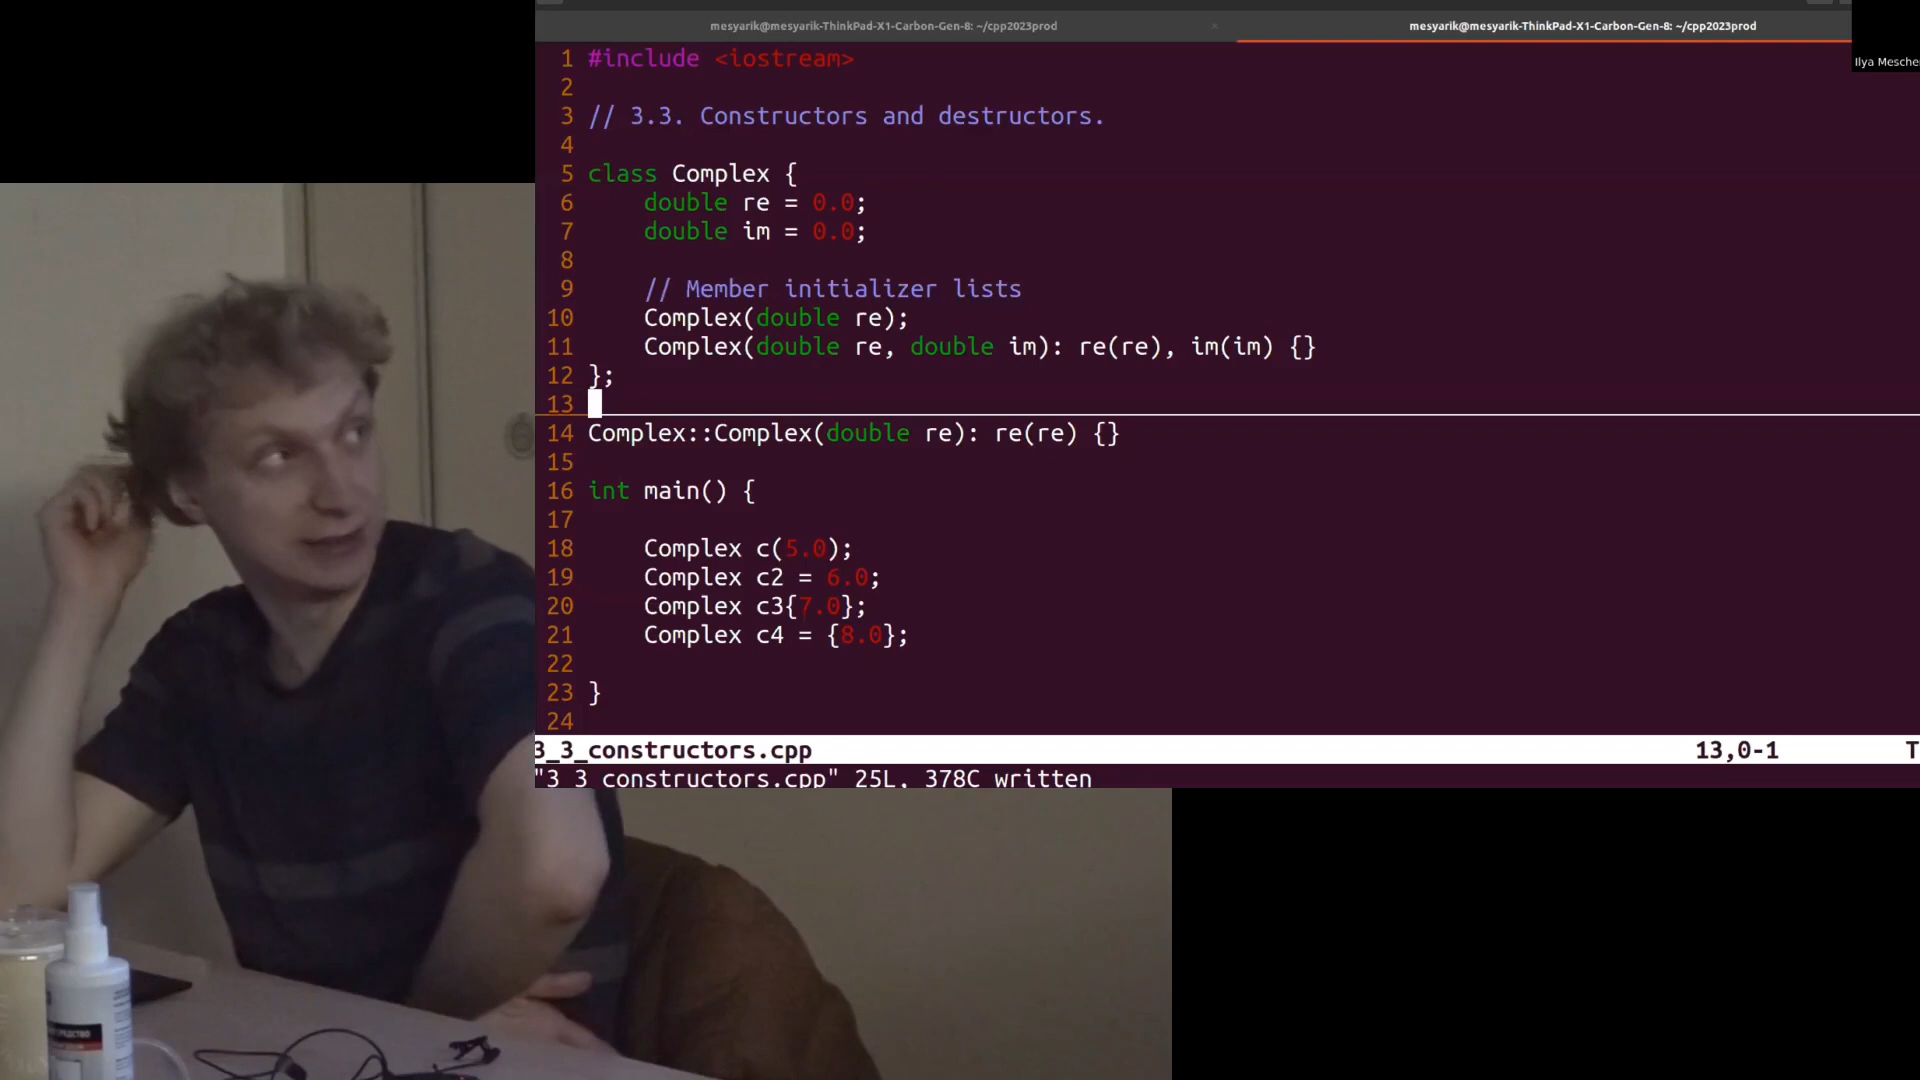 mesyarik@mesyarik-ThinkPad-X1-Carbon-Gen-8: ~/cpp2023prod
mesyarik@mesyarik-ThinkPad-X1-Carbon-Gen-8: ~/cpp2023prod
Ilya Mesche
1 #include <iostream>
2
3 // 3.3. Constructors and destructors.
4
5 class Complex {
6 double re = 0.0;
7 double im = 0.0;
8
9 // Member initializer lists
10 Complex(double re);
11 Complex(double re, double im): re(re), im(im) {}
12 };
13
14 Complex::Complex(double re): re(re) {}
15
16 int main() {
17
18 Complex c(5.0);
19 Complex c2 = 6.0;
20 Complex c3{7.0};
21 Complex c4 = {8.0};
22
23 }
24
3_3_constructors.cpp 13,0-1 T
"3_3_constructors.cpp" 25L, 378C written